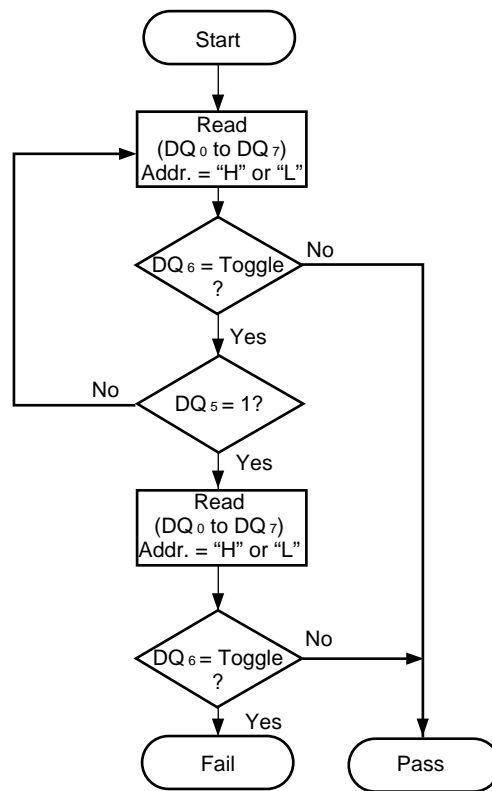 Start
Read
(DQ0 to DQ7)
Addr. = “H” or “L”
DQ6 = Toggle
?
No
Yes
No
DQ5 = 1?
Yes
Read
(DQ0 to DQ7)
Addr. = “H” or “L”
No
DQ6 = Toggle
?
Yes
Fail
Pass